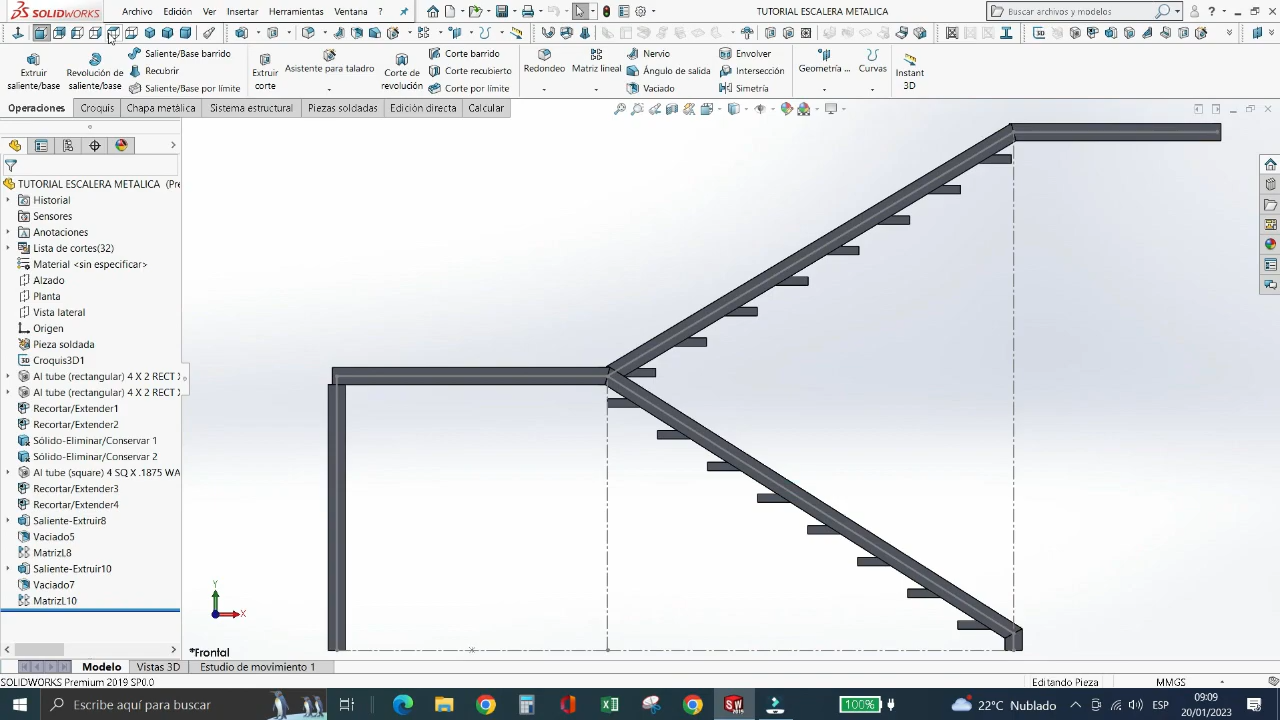 SOLIDWORKS
Archivo Edición Ver Insertar Herramientas Ventana ?
TUTORIAL ESCALERA METALICA
Buscar archivos y modelos
Extruir saliente/base
Revolución de saliente/base
Saliente/Base barrido
Recubrir
Saliente/Base por límite
Extruir corte
Asistente para taladro
Corte de revolución
Corte barrido
Corte recubierto
Corte por límite
Redondeo
Matriz lineal
Nervio
Ángulo de salida
Vaciado
Envolver
Intersección
Simetría
Geometría ...
Curvas
Instant 3D
Operaciones Croquis Chapa metálica Sistema estructural Piezas soldadas Edición directa Calcular
TUTORIAL ESCALERA METALICA (Pre
Historial
Sensores
Anotaciones
Lista de cortes(32)
Material <sin especificar>
Alzado
Planta
Vista lateral
Origen
Pieza soldada
3D Croquis3D1
Al tube (rectangular) 4 X 2 RECT X
Al tube (rectangular) 4 X 2 RECT X
Recortar/Extender1
Recortar/Extender2
Sólido-Eliminar/Conservar 1
Sólido-Eliminar/Conservar 2
Al tube (square) 4 SQ X .1875 WA
Recortar/Extender3
Recortar/Extender4
Saliente-Extruir8
Vaciado5
MatrizL8
Saliente-Extruir10
Vaciado7
MatrizL10
Y
X
*Frontal
Modelo Vistas 3D Estudio de movimiento 1
SOLIDWORKS Premium 2019 SP0.0
Editando Pieza MMGS
Escribe aquí para buscar
100%
22°C Nublado
ESP
09:09
20/01/2023